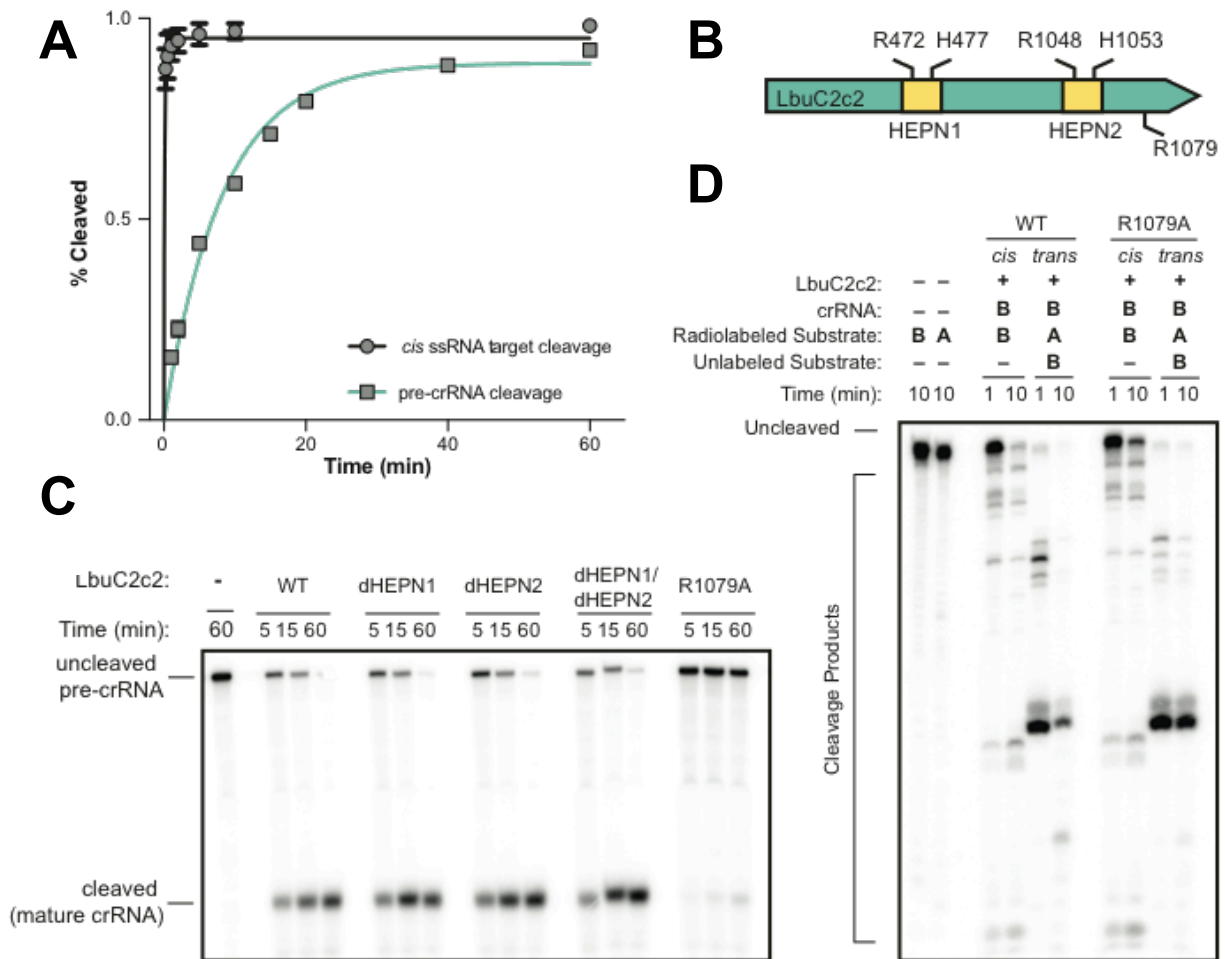 A
1.0
0.5
0.0
% Cleaved
0
20
40
60
Time (min)
cis ssRNA target cleavage
pre-crRNA cleavage
B
R472 H477 R1048 H1053
LbuC2c2
HEPN1 HEPN2
R1079
C
LbuC2c2: - WT dHEPN1 dHEPN2 dHEPN1/
dHEPN2 R1079A
Time (min): 60 5 15 60 5 15 60 5 15 60 5 15 60 5 15 60
uncleaved
pre-crRNA
cleaved
(mature crRNA)
D
WT R1079A
cis trans cis trans
LbuC2c2: – – + + + +
crRNA: – – B B B B
Radiolabeled Substrate: B A B A B A
Unlabeled Substrate: – – – B – B
Time (min): 10 10 1 10 1 10 1 10 1 10
Uncleaved
Cleavage Products